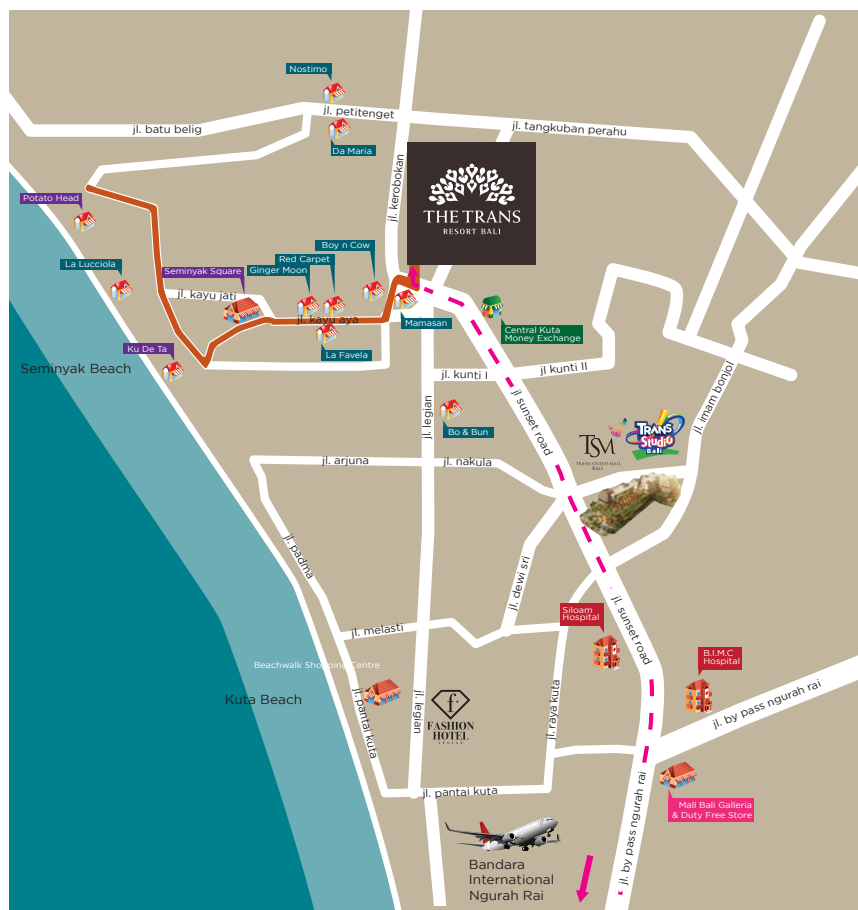 Nostimo
jl. petitenget
jl. batu belig
jl. tangkuban perahu
Da Maria
jl. kerobokan
THE TRANS
RESORT BALI
Potato Head
Boy n Cow
Red Carpet
La Lucciola
Seminyak Square
Ginger Moon
jl. kayu jati
jl. kayu aya
Mamasan
Central Kuta
Money Exchange
Ku De Ta
La Favela
Seminyak Beach
jl. kunti I
jl. kunti II
jl. imam bonjol
jl. legian
jl sunset road
Bo & Bun
TSM
TRANS STUDIO MALL
BALI
TRANS
Studio
Bali
jl. arjuna
jl. nakula
jl. padma
jl. dewi sri
jl. sunset road
Siloam
Hospital
jl. melasti
B.I.M.C
Hospital
Beachwalk Shopping Centre
Kuta Beach
jl. pantai kuta
jl. legian
f
FASHION
HOTEL
LEGIAN
jl. raya kuta
jl. by pass ngurah rai
jl. pantai kuta
jl. by pass ngurah rai
Mall Bali Galleria
& Duty Free Store
Bandara
International
Ngurah Rai